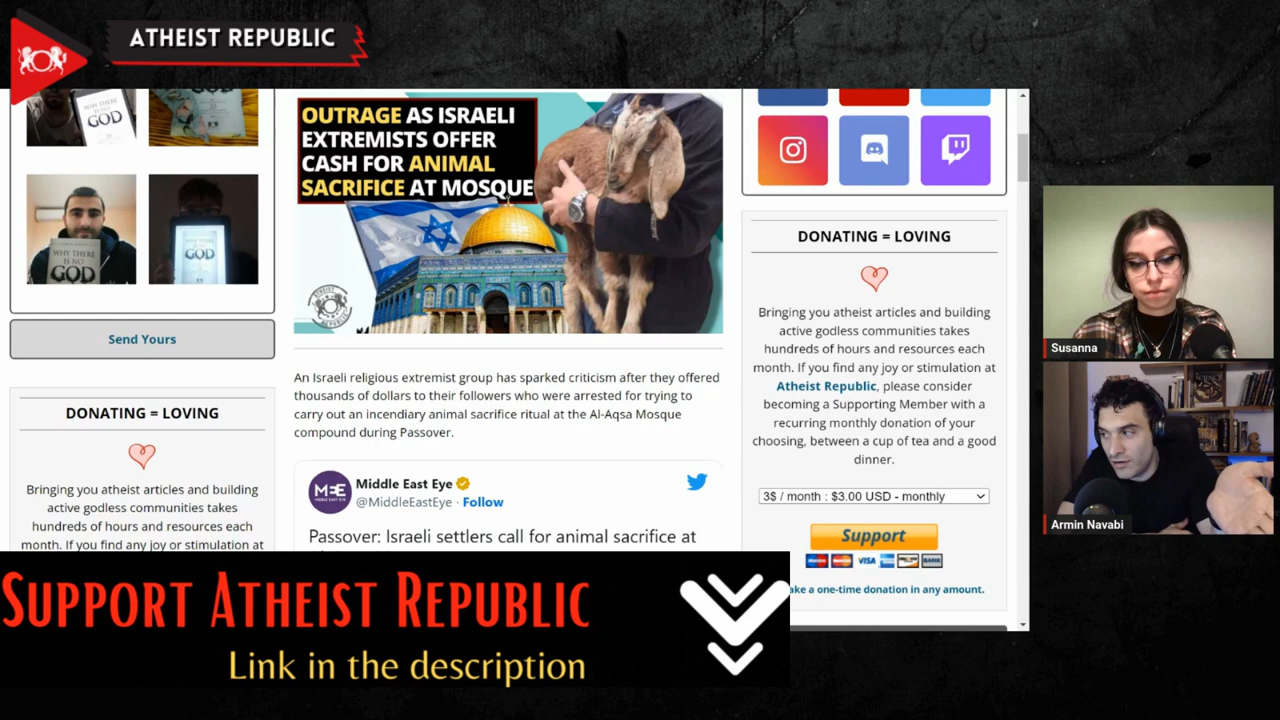 ATHEIST REPUBLIC
WHY THERE
IS NO
GOD
Send Yours
DONATING = LOVING
Bringing you atheist articles and building
active godless communities takes
hundreds of hours and resources each
month. If you find any joy or stimulation at
OUTRAGE AS ISRAELI
EXTREMISTS OFFER
CASH FOR ANIMAL
SACRIFICE AT MOSQUE
ATHEIST
REPUBLIC
An Israeli religious extremist group has sparked criticism after they offered
thousands of dollars to their followers who were arrested for trying to
carry out an incendiary animal sacrifice ritual at the Al-Aqsa Mosque
compound during Passover.
MEE
Middle East Eye
@MiddleEastEye · Follow
Passover: Israeli settlers call for animal sacrifice at
DONATING = LOVING
Bringing you atheist articles and building
active godless communities takes
hundreds of hours and resources each
month. If you find any joy or stimulation at
Atheist Republic, please consider
becoming a Supporting Member with a
recurring monthly donation of your
choosing, between a cup of tea and a good
dinner.
3$ / month : $3.00 USD - monthly
Support
VISA
BANK
ake a one-time donation in any amount.
Susanna
Armin Navabi
SUPPORT ATHEIST REPUBLIC
Link in the description